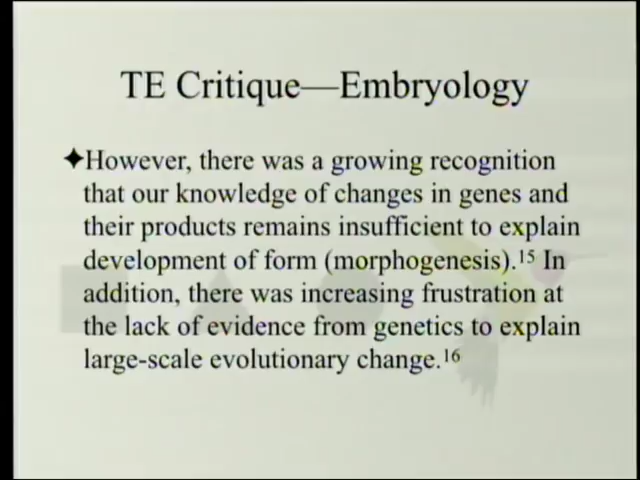 TE Critique—Embryology
✦However, there was a growing recognition
that our knowledge of changes in genes and
their products remains insufficient to explain
development of form (morphogenesis).15 In
addition, there was increasing frustration at
the lack of evidence from genetics to explain
large-scale evolutionary change.16